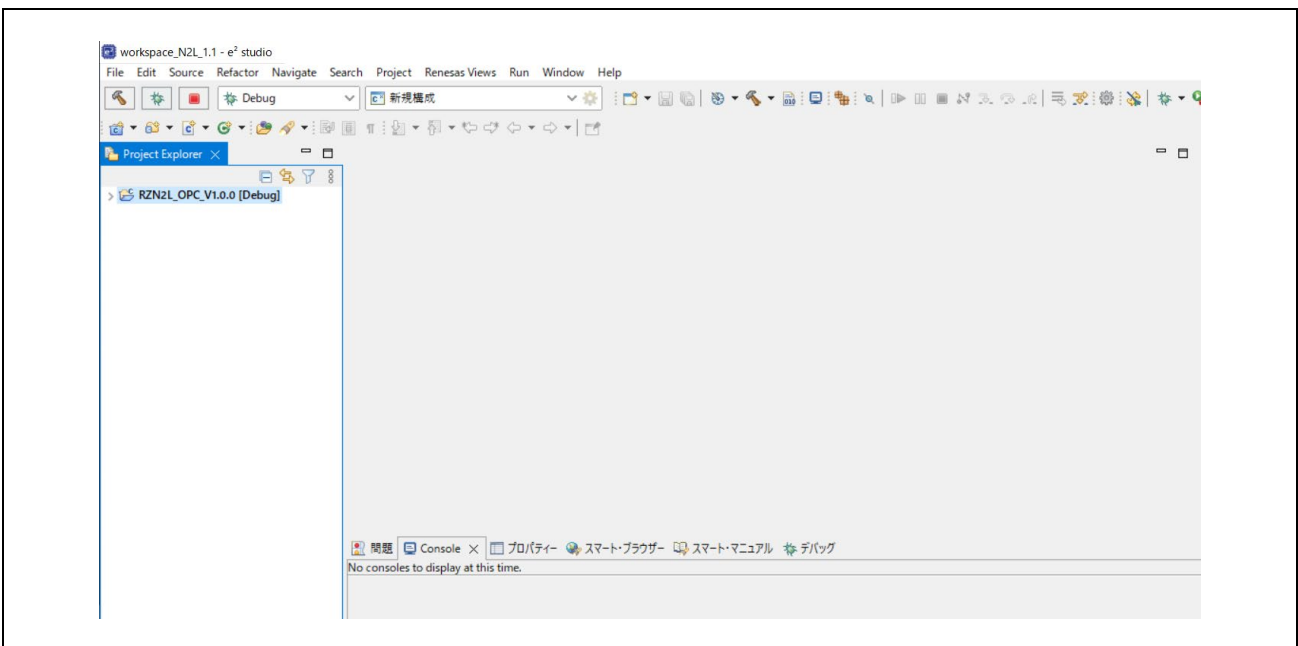 workspace_N2L_1.1 - e² studio
File Edit Source Refactor Navigate Search Project Renesas Views Run Window Help
Debug 新規構成
Project Explorer
RZN2L_OPC_V1.0.0 [Debug]
問題 Console プロパティー スマート・ブラウザー スマート・マニュアル デバッグ
No consoles to display at this time.